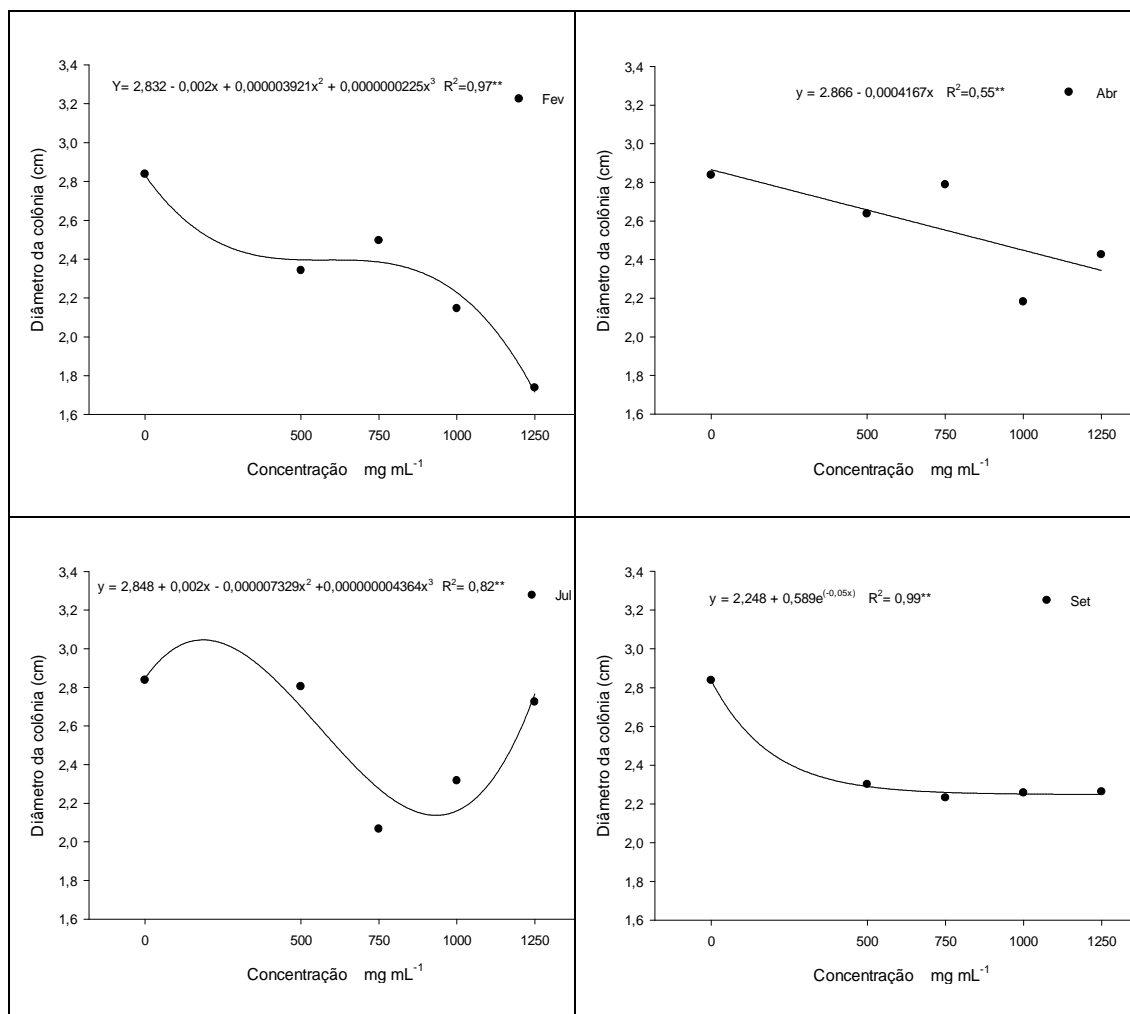 Y= 2,832 - 0,002x + 0,000003921x² + 0,0000000225x³ R²=0,97**
Fev
3,4
3,2
3,0
2,8
2,6
2,4
2,2
2,0
1,8
1,6
Diâmetro da colônia (cm)
0 500 750 1000 1250
Concentração mg mL⁻¹
y = 2.866 - 0,0004167x R²=0,55**
Abr
3,4
3,2
3,0
2,8
2,6
2,4
2,2
2,0
1,8
1,6
Diâmetro da colônia (cm)
0 500 750 1000 1250
Concentração mg mL⁻¹
y = 2,848 + 0,002x - 0,000007329x² +0,000000004364x³ R²= 0,82**
Jul
3,4
3,2
3,0
2,8
2,6
2,4
2,2
2,0
1,8
1,6
Diâmetro da colônia (cm)
0 500 750 1000 1250
Concentração mg mL⁻¹
y = 2,248 + 0,589e^(-0,05x) R²= 0,99**
Set
3,4
3,2
3,0
2,8
2,6
2,4
2,2
2,0
1,8
1,6
Diâmetro da colônia (cm)
0 500 750 1000 1250
Concentração mg mL⁻¹